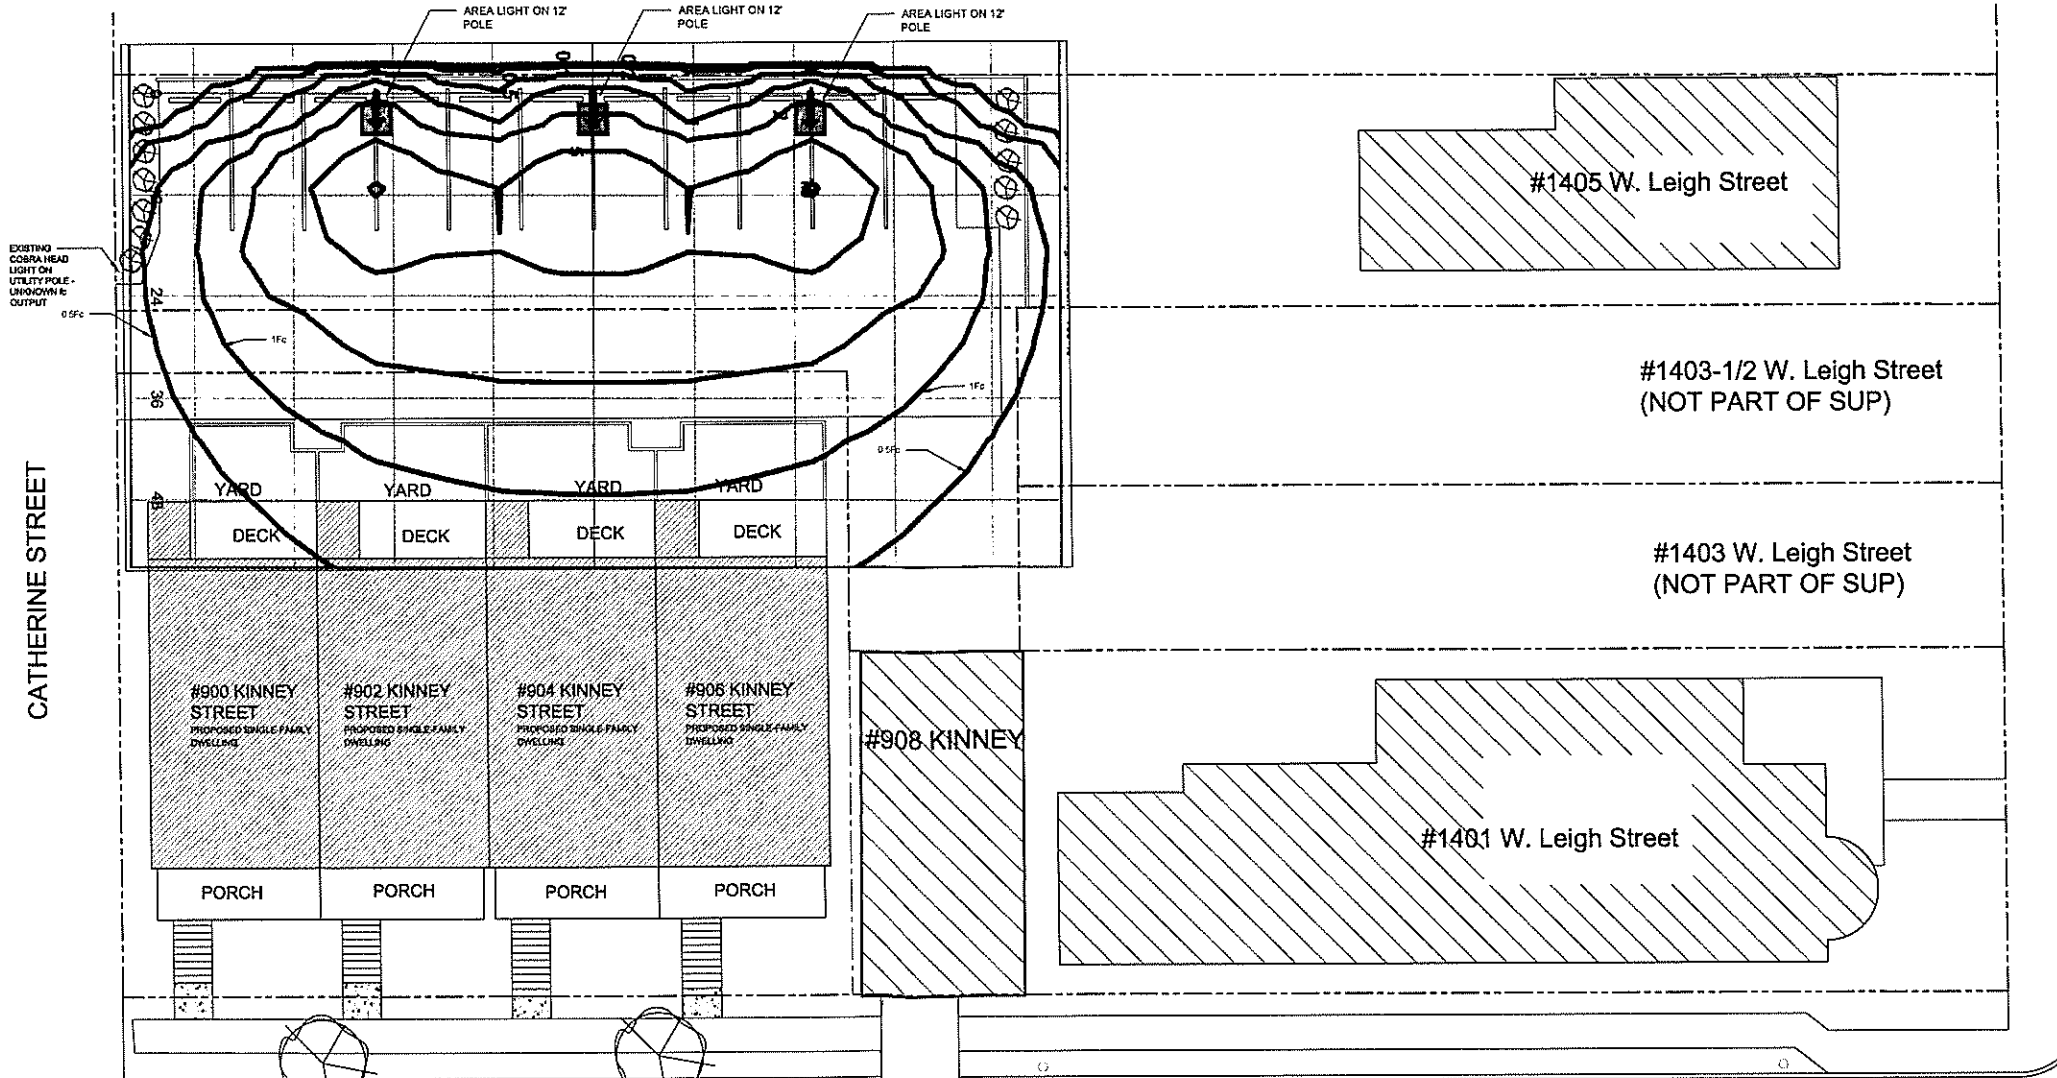 AREA LIGHT ON 12'
POLE
AREA LIGHT ON 12'
POLE
AREA LIGHT ON 12'
POLE
#1405 W. Leigh Street
EXISTING
COBRA HEAD
LIGHT ON
UTILITY POLE -
UNKNOWN fc
OUTPUT
24
0.5Fc
1Fc
#1403-1/2 W. Leigh Street
(NOT PART OF SUP)
36
1Fc
0.5Fc
CATHERINE STREET
48
YARD
YARD
YARD
YARD
DECK
DECK
DECK
DECK
#1403 W. Leigh Street
(NOT PART OF SUP)
#900 KINNEY
STREET
PROPOSED SINGLE-FAMILY
DWELLING
#902 KINNEY
STREET
PROPOSED SINGLE-FAMILY
DWELLING
#904 KINNEY
STREET
PROPOSED SINGLE-FAMILY
DWELLING
#906 KINNEY
STREET
PROPOSED SINGLE-FAMILY
DWELLING
#908 KINNEY
#1401 W. Leigh Street
PORCH
PORCH
PORCH
PORCH